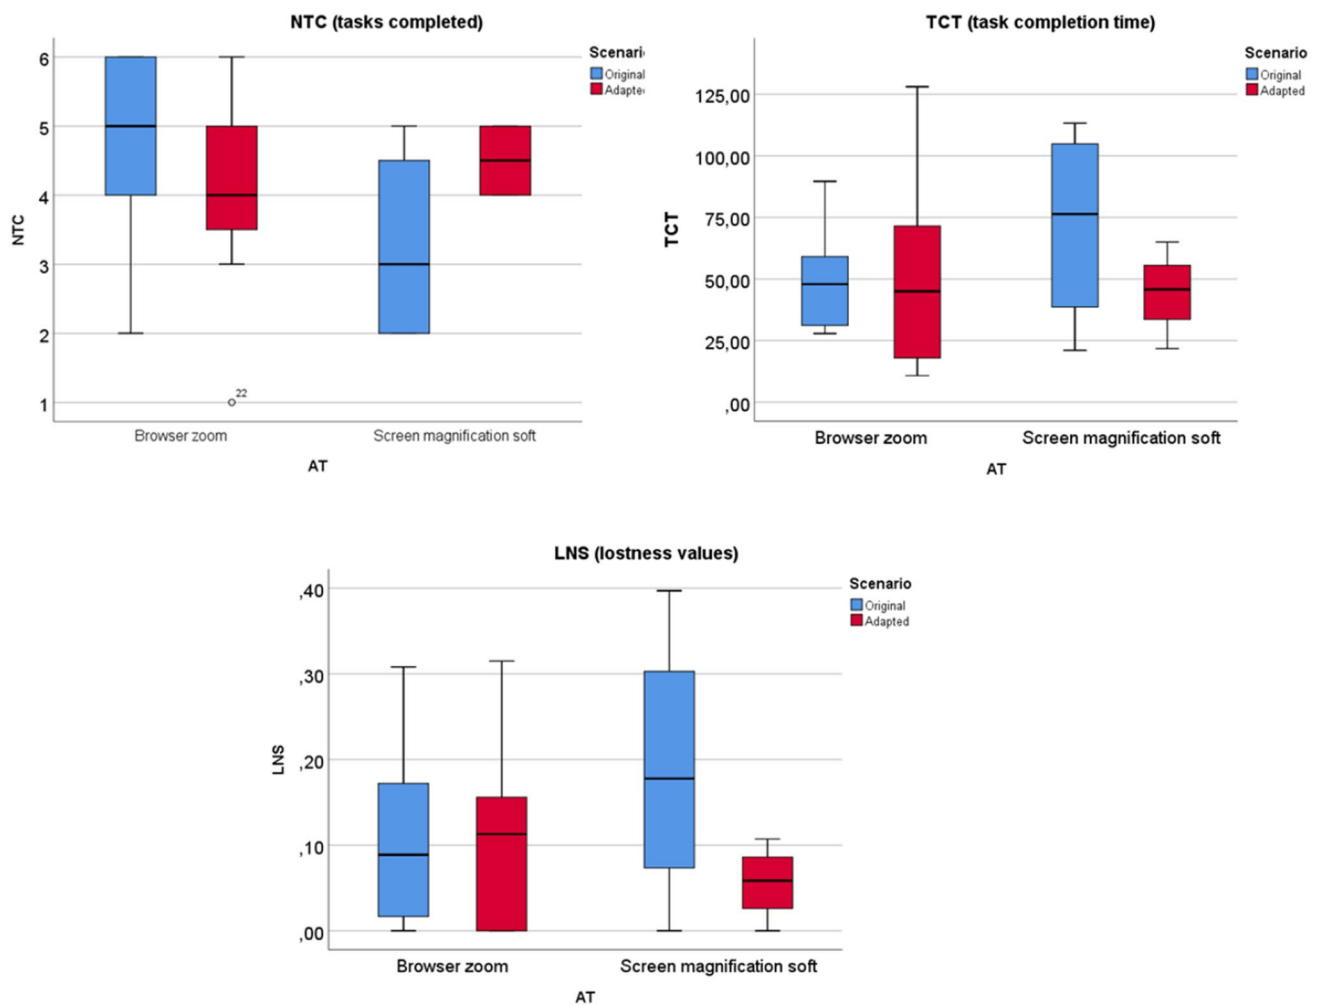 NTC (tasks completed)
Scenari
Original
Adapte
6
5
4
3
2
1
NTC
22
Browser zoom
Screen magnification soft
AT
TCT (task completion time)
Scenario
Original
Adapted
125,00
100,00
75,00
50,00
25,00
,00
TCT
Browser zoom
Screen magnification soft
AT
LNS (lostness values)
Scenario
Original
Adapted
,40
,30
,20
,10
,00
LNS
Browser zoom
Screen magnification soft
AT